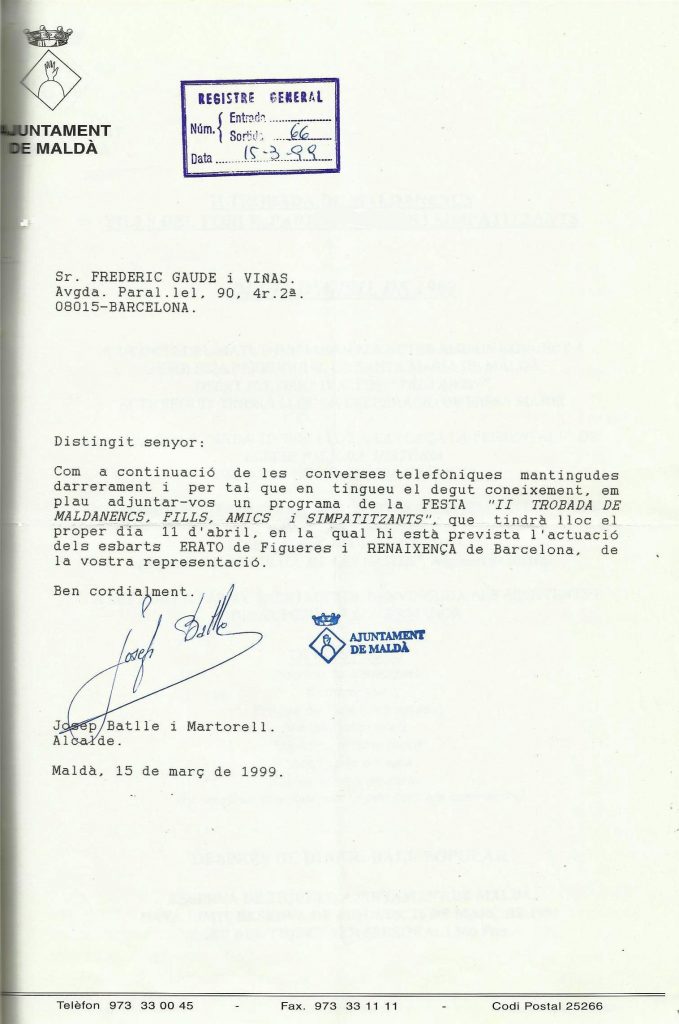 AJUNTAMENT
DE MALDÀ
REGISTRE GENERAL
Núm. { Entrada
Sortida 66
Data 15-3-99
Sr. FREDERIC GAUDE i VIÑAS.
Avgda. Paral.lel, 90, 4r.2ª.
08015-BARCELONA.
Distingit senyor:
Com a continuació de les converses telefòniques mantingudes
darrerament i per tal que en tingueu el degut coneixement, em
plau adjuntar-vos un programa de la FESTA "II TROBADA DE
MALDANENCS, FILLS, AMICS i SIMPATITZANTS", que tindrà lloc el
proper dia 11 d'abril, en la qual hi està prevista l'actuació
dels esbarts ERATO de Figueres i RENAIXENÇA de Barcelona, de
la vostra representació.
Ben cordialment.
Josep Batlle
AJUNTAMENT
DE MALDÀ
Josep Batlle i Martorell.
Alcalde.
Maldà, 15 de març de 1999.
Telèfon 973 33 00 45 - Fax. 973 33 11 11 - Codi Postal 25266